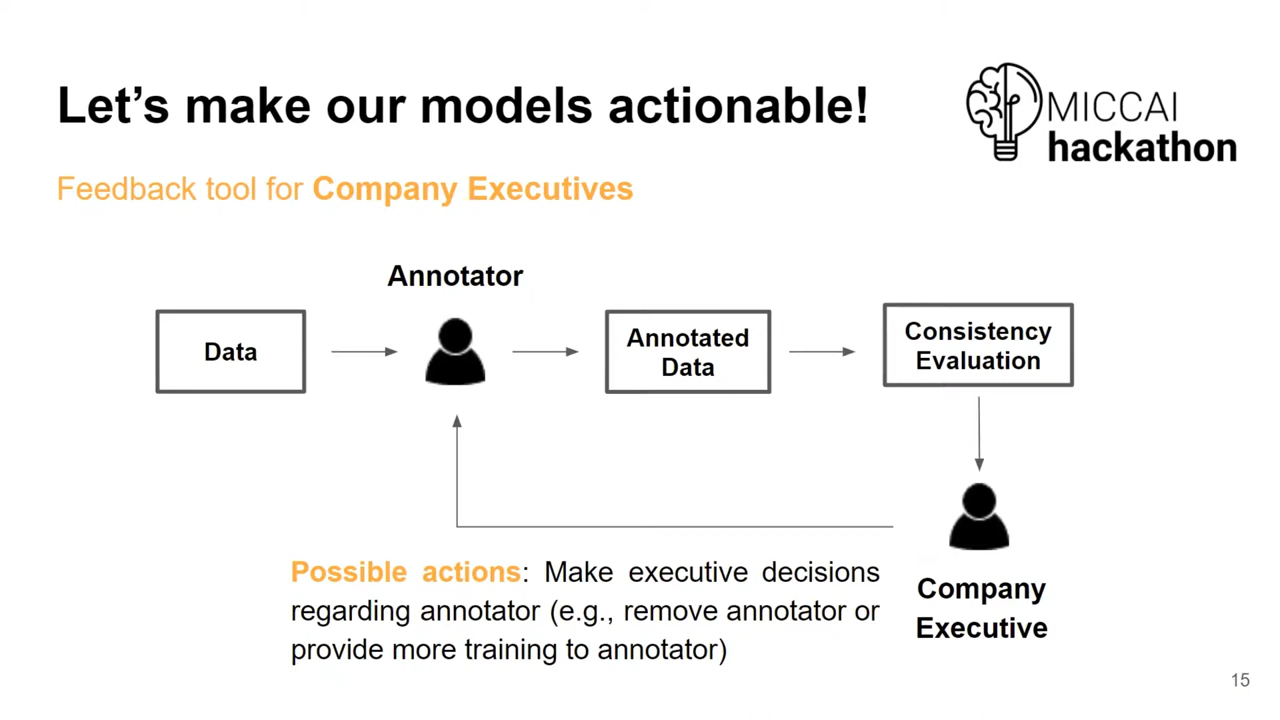 Let's make our models actionable!
MICCAI
hackathon
Feedback tool for Company Executives
Annotator
Data
Annotated
Data
Consistency
Evaluation
Possible actions: Make executive decisions
regarding annotator (e.g., remove annotator or
provide more training to annotator)
Company
Executive
15